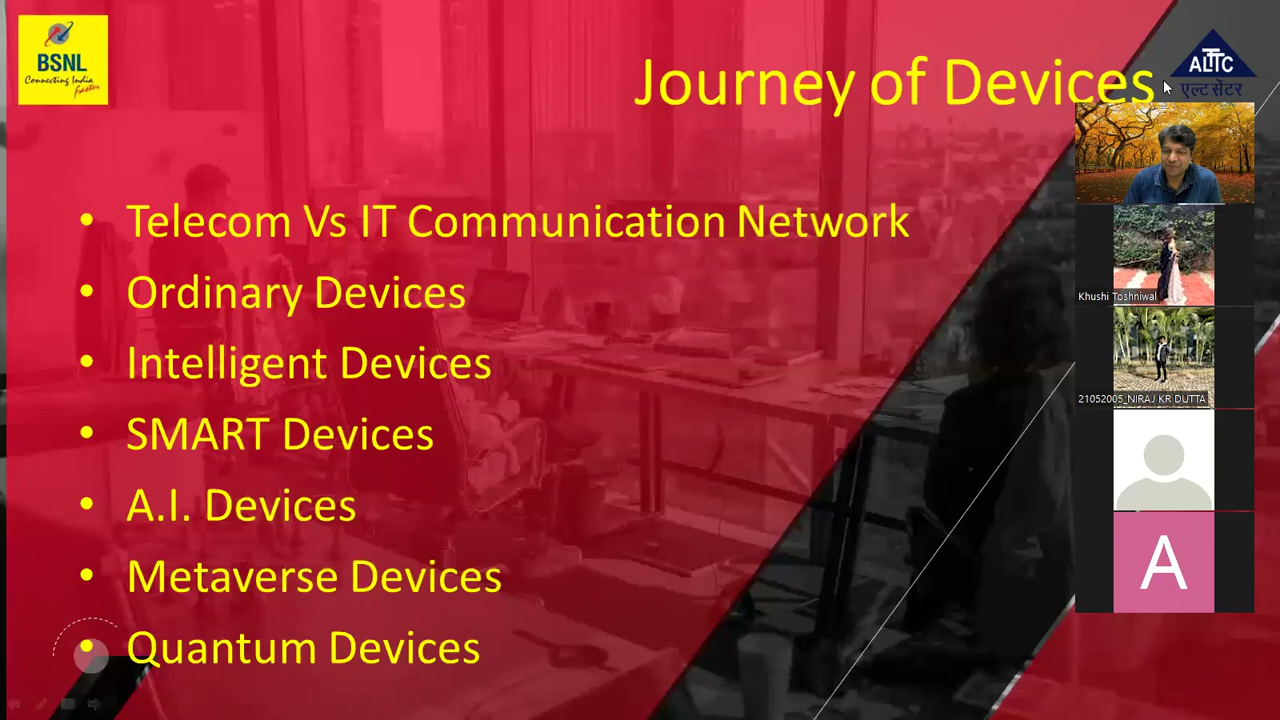 BSNL
Connecting India
Faster
Journey of Devices
ALTTC
एल्ट सेंटर
• Telecom Vs IT Communication Network
• Ordinary Devices
• Intelligent Devices
• SMART Devices
• A.I. Devices
• Metaverse Devices
• Quantum Devices
Khushi Toshniwal
21052005_NIRAJ KR DUTTA
A